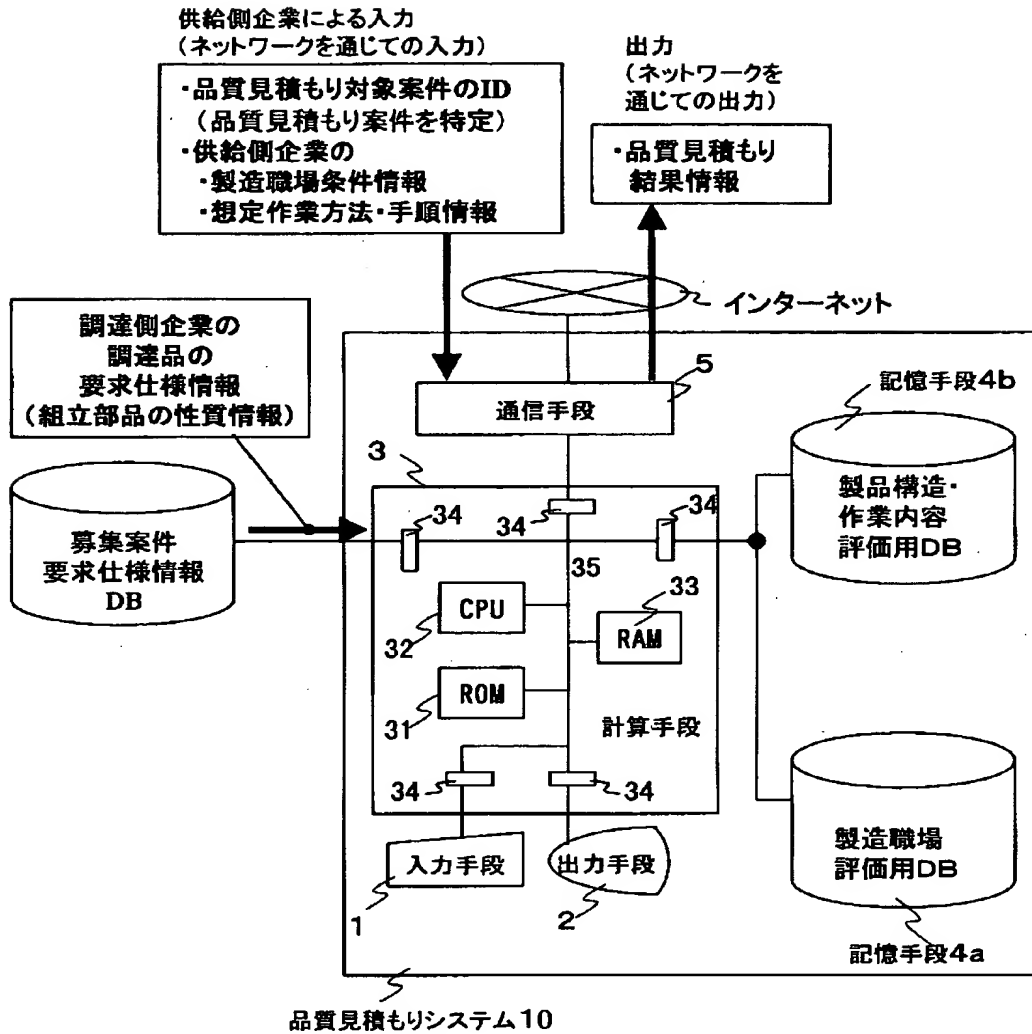 供給側企業による入力
(ネットワークを通じての入力)
・品質見積もり対象案件のID
(品質見積もり案件を特定)
・供給側企業の
・製造職場条件情報
・想定作業方法・手順情報
出力
(ネットワークを
通じての出力)
・品質見積もり
結果情報
インターネット
調達側企業の
調達品の
要求仕様情報
(組立部品の性質情報)
募集案件
要求仕様情報
DB
通信手段
5
3
34
34
34
35
CPU
32
33
RAM
ROM
31
計算手段
34
34
入力手段
1
出力手段
2
記憶手段4b
製品構造・
作業内容
評価用DB
製造職場
評価用DB
記憶手段4a
品質見積もりシステム10